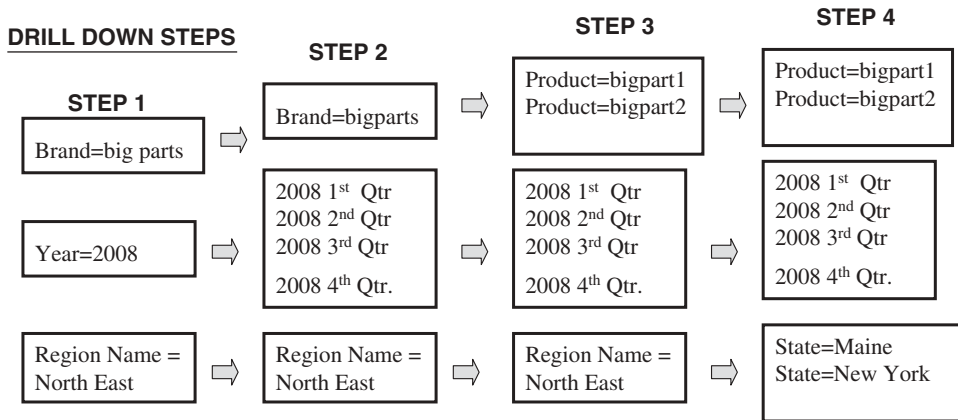 DRILL DOWN STEPS
STEP 1
Brand=big parts
Year=2008
Region Name =
North East
STEP 2
Brand=bigparts
2008 1st Qtr
2008 2nd Qtr
2008 3rd Qtr
2008 4th Qtr.
Region Name =
North East
STEP 3
Product=bigpart1
Product=bigpart2
2008 1st Qtr
2008 2nd Qtr
2008 3rd Qtr
2008 4th Qtr.
Region Name =
North East
STEP 4
Product=bigpart1
Product=bigpart2
2008 1st Qtr
2008 2nd Qtr
2008 3rd Qtr
2008 4th Qtr.
State=Maine
State=New York